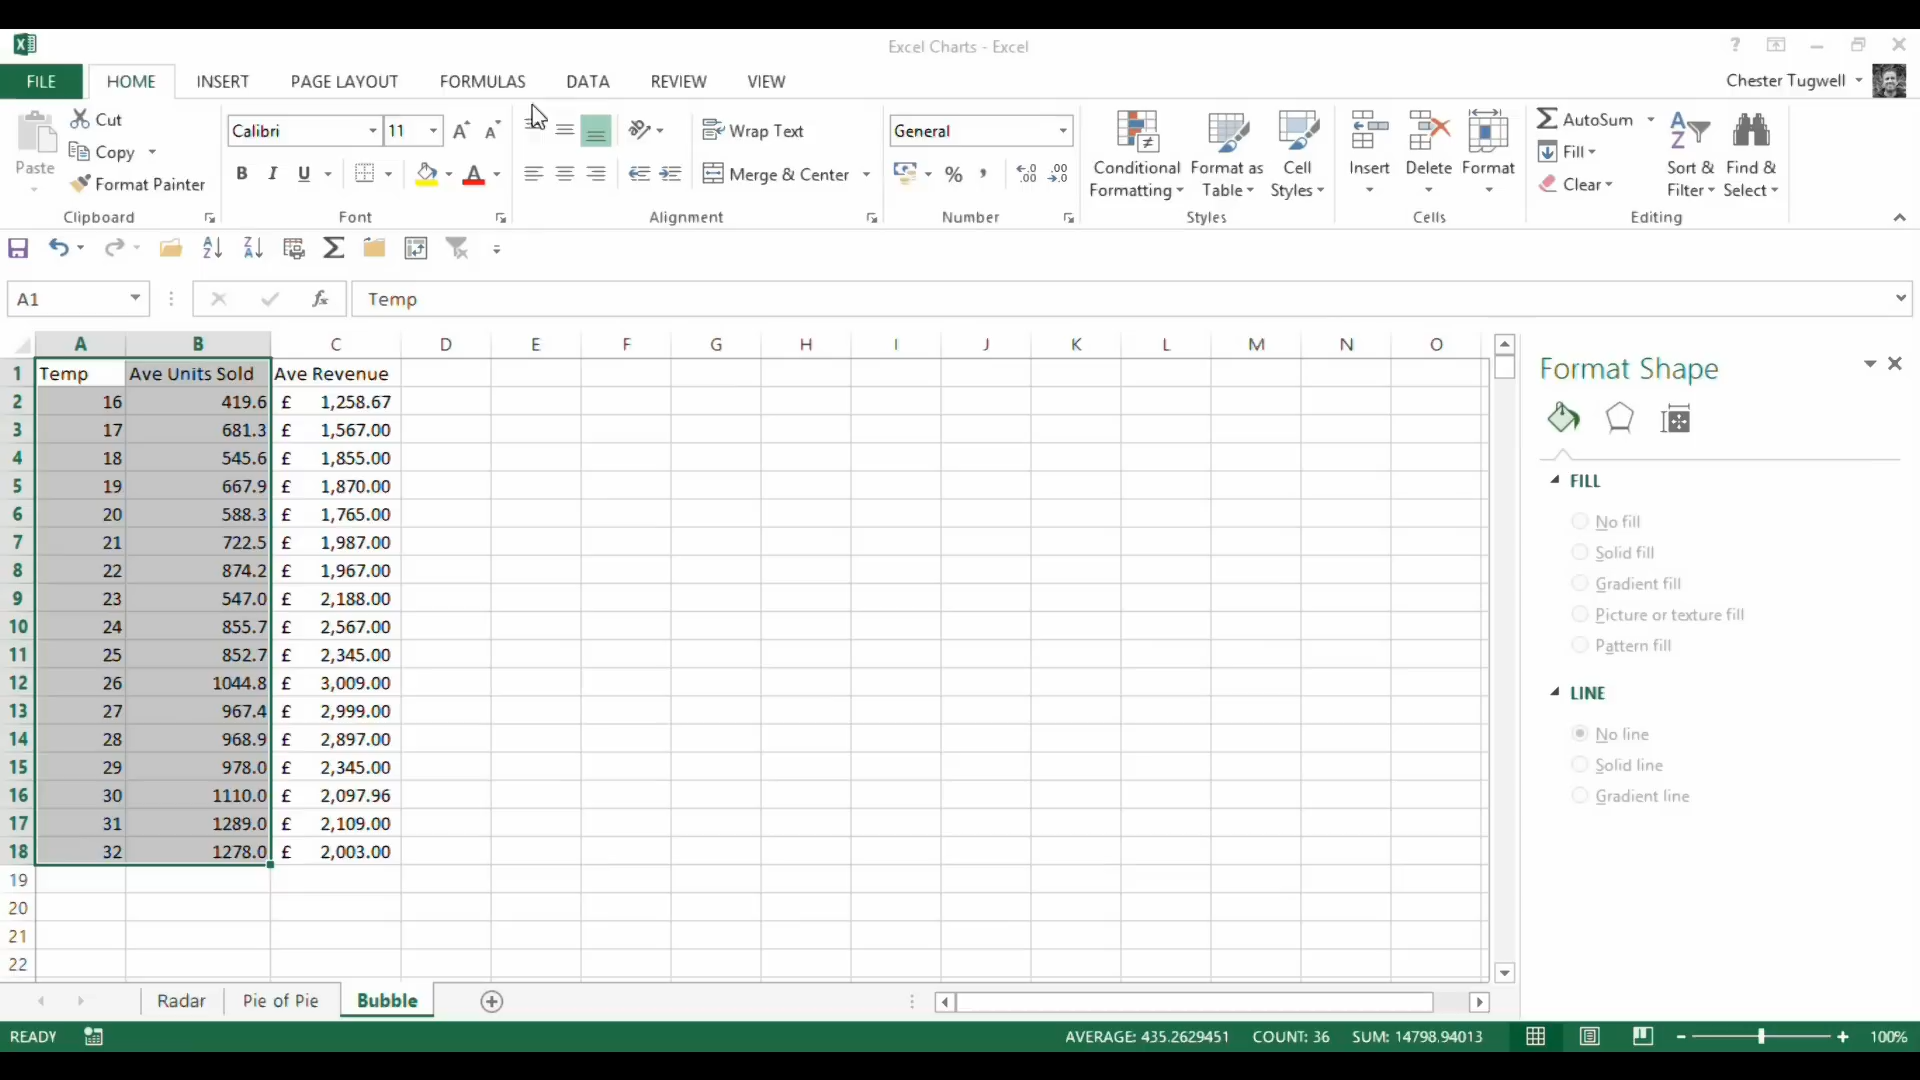 Excel Charts - Excel
?
FILE HOME INSERT PAGE LAYOUT FORMULAS DATA REVIEW VIEW Chester Tugwell
Paste
Cut
Copy
Format Painter
Clipboard
Calibri 11
B I U
Font
Wrap Text
Merge & Center
Alignment
General
%
Number
Conditional Formatting
Format as Table
Cell Styles
Styles
Insert
Delete
Format
Cells
AutoSum
Fill
Clear
Sort & Filter
Find & Select
Editing
A1 fx Temp
A B C D E F G H I J K L M N O
1 Temp Ave Units Sold Ave Revenue
2 16 419.6 £ 1,258.67
3 17 681.3 £ 1,567.00
4 18 545.6 £ 1,855.00
5 19 667.9 £ 1,870.00
6 20 588.3 £ 1,765.00
7 21 722.5 £ 1,987.00
8 22 874.2 £ 1,967.00
9 23 547.0 £ 2,188.00
10 24 855.7 £ 2,567.00
11 25 852.7 £ 2,345.00
12 26 1044.8 £ 3,009.00
13 27 967.4 £ 2,999.00
14 28 968.9 £ 2,897.00
15 29 978.0 £ 2,345.00
16 30 1110.0 £ 2,097.96
17 31 1289.0 £ 2,109.00
18 32 1278.0 £ 2,003.00
19
20
21
22
Format Shape
FILL
No fill
Solid fill
Gradient fill
Picture or texture fill
Pattern fill
LINE
No line
Solid line
Gradient line
Radar Pie of Pie Bubble
READY AVERAGE: 435.2629451 COUNT: 36 SUM: 14798.94013 100%